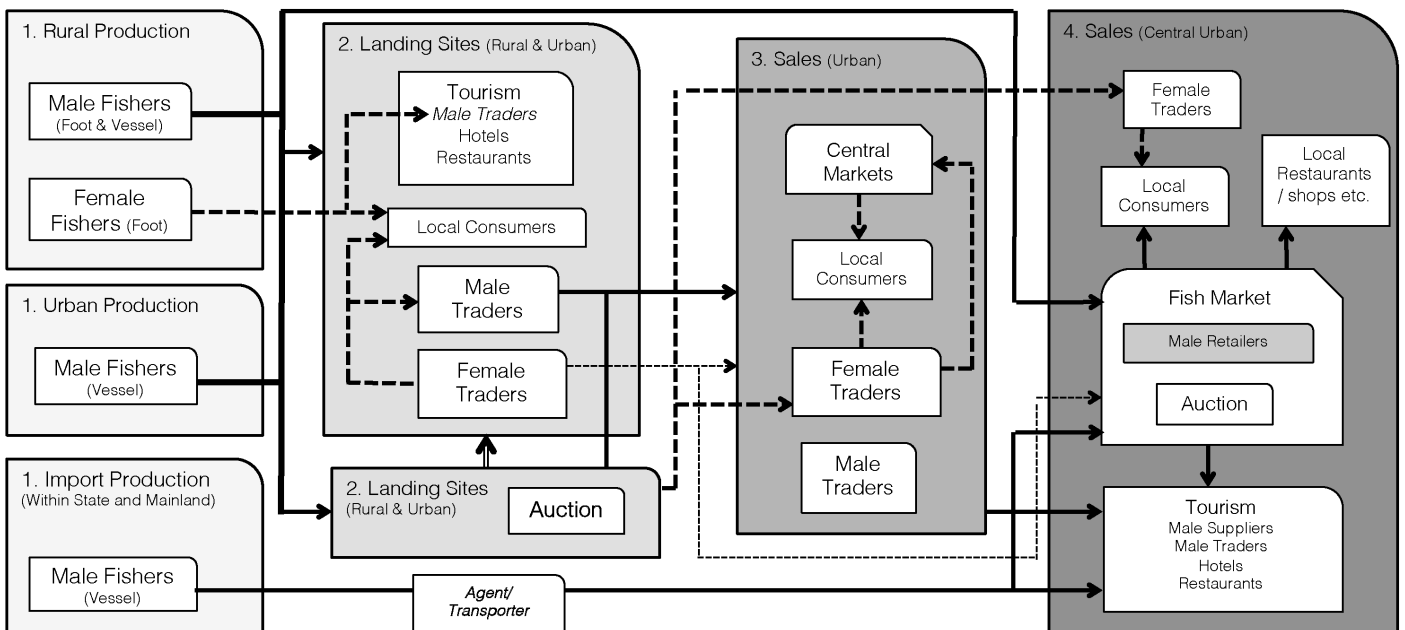 1. Rural Production
Male Fishers
(Foot & Vessel)
Female
Fishers (Foot)
1. Urban Production
Male Fishers
(Vessel)
1. Import Production
(Within State and Mainland)
Male Fishers
(Vessel)
2. Landing Sites (Rural & Urban)
Tourism
Male Traders
Hotels
Restaurants
Local Consumers
Male
Traders
Female
Traders
2. Landing Sites
(Rural & Urban)
Auction
Agent/
Transporter
3. Sales (Urban)
Central
Markets
Local
Consumers
Female
Traders
Male
Traders
4. Sales (Central Urban)
Female
Traders
Local
Consumers
Local
Restaurants
/ shops etc.
Fish Market
Male Retailers
Auction
Tourism
Male Suppliers
Male Traders
Hotels
Restaurants